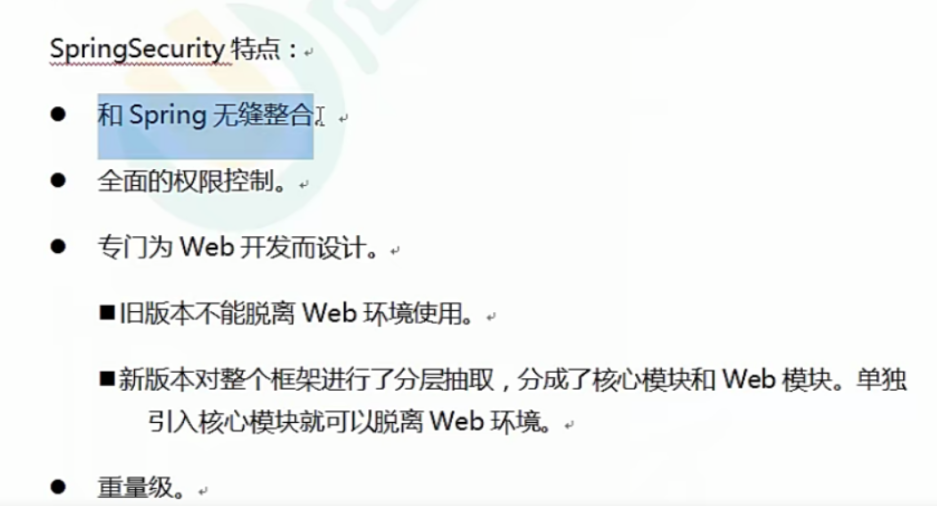 SpringSecurity 特点：
● 和 Spring 无缝整合。
● 全面的权限控制。
● 专门为 Web 开发而设计。
■旧版本不能脱离 Web 环境使用。
■新版本对整个框架进行了分层抽取，分成了核心模块和 Web 模块。单独
引入核心模块就可以脱离 Web 环境。
● 重量级。